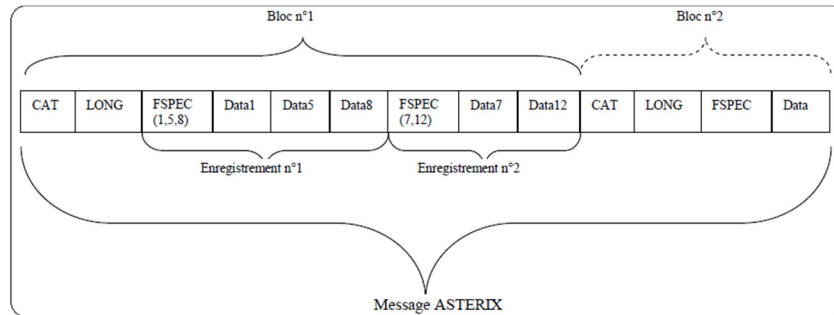 Bloc n°1
Bloc n°2
CAT LONG FSPEC Data1 Data5 Data8 FSPEC Data7 Data12 CAT LONG FSPEC Data
(1,5,8) (7,12)
Enregistrement n°1 Enregistrement n°2
Message ASTERIX